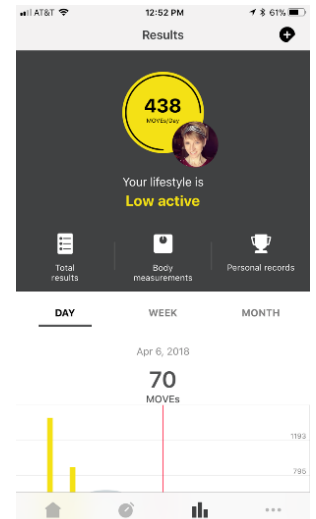 AT&T 12:52 PM 61%
Results
438
MOVEs/Day
Your lifestyle is
Low active
Total
results
Body
measurements
Personal records
DAY WEEK MONTH
Apr 6, 2018
70
MOVEs
1193
795